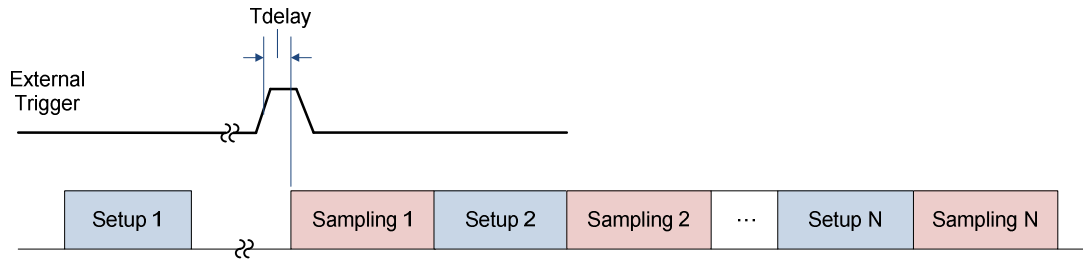 Tdelay
External
Trigger
Setup 1
Sampling 1
Setup 2
Sampling 2
...
Setup N
Sampling N